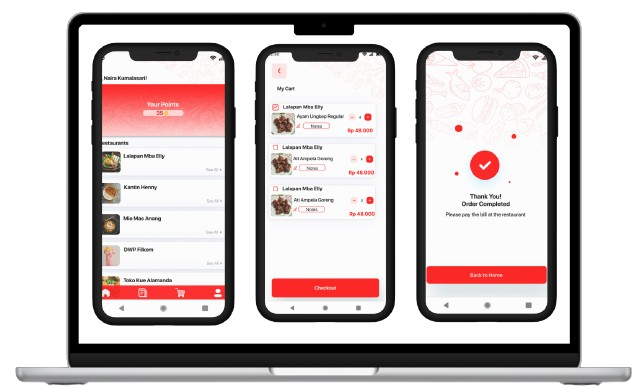 Naira Kumalasari!
Your Points
35
estaurants
Lalapan Mba Elly
See All
Kantin Henny
See All
Mie Mas Anang
See All
DWP Filkom
See All
Toko Kue Alamanda
My Cart
Lalapan Mba Elly
Ayam Ungkep Regular
Notes
Rp 48.000
Lalapan Mba Elly
Ati Ampela Goreng
Notes
Rp 48.000
Lalapan Mba Elly
Ati Ampela Goreng
Notes
Rp 48.000
Checkout
Thank You!
Order Completed
Please pay the bill at the restaurant
Back to Home